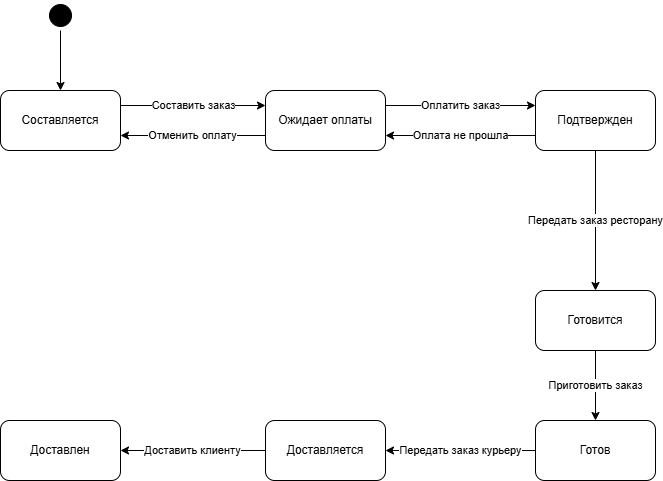 Составляется
Составить заказ
Отменить оплату
Ожидает оплаты
Оплатить заказ
Оплата не прошла
Подтвержден
Передать заказ ресторану
Готовится
Приготовить заказ
Доставлен
Доставить клиенту
Доставляется
Передать заказ курьеру
Готов